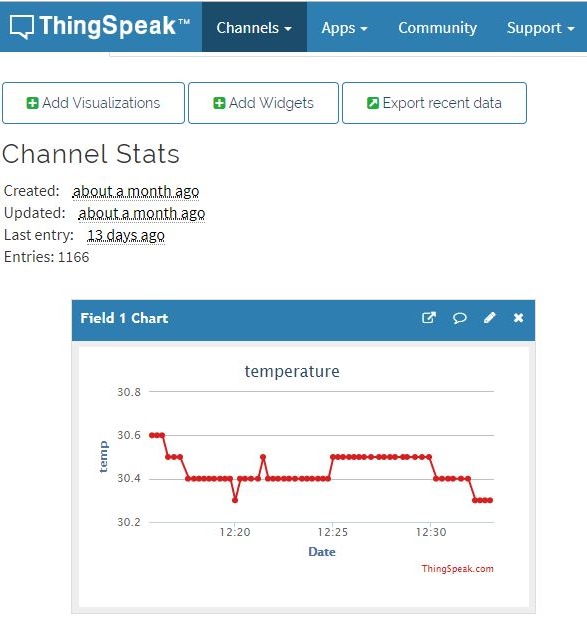 ThingSpeak™ Channels Apps Community Support
Add Visualizations Add Widgets Export recent data
Channel Stats
Created: about a month ago
Updated: about a month ago
Last entry: 13 days ago
Entries: 1166
Field 1 Chart
temperature
temp
30.8
30.6
30.4
30.2
12:20 12:25 12:30
Date
ThingSpeak.com